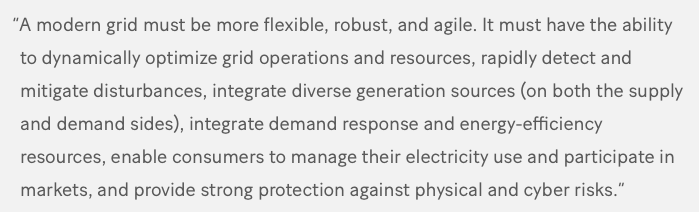 “A modern grid must be more flexible, robust, and agile. It must have the ability
to dynamically optimize grid operations and resources, rapidly detect and
mitigate disturbances, integrate diverse generation sources (on both the supply
and demand sides), integrate demand response and energy-efficiency
resources, enable consumers to manage their electricity use and participate in
markets, and provide strong protection against physical and cyber risks.”